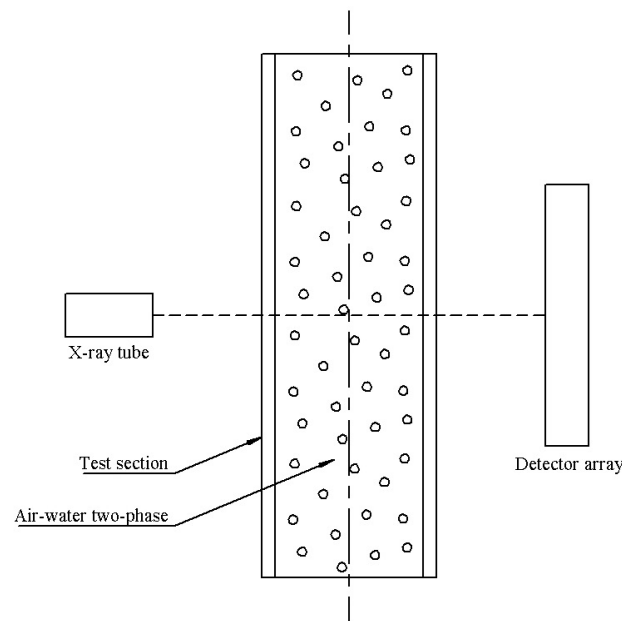 X-ray tube
Test section
Detector array
Air-water two-phase